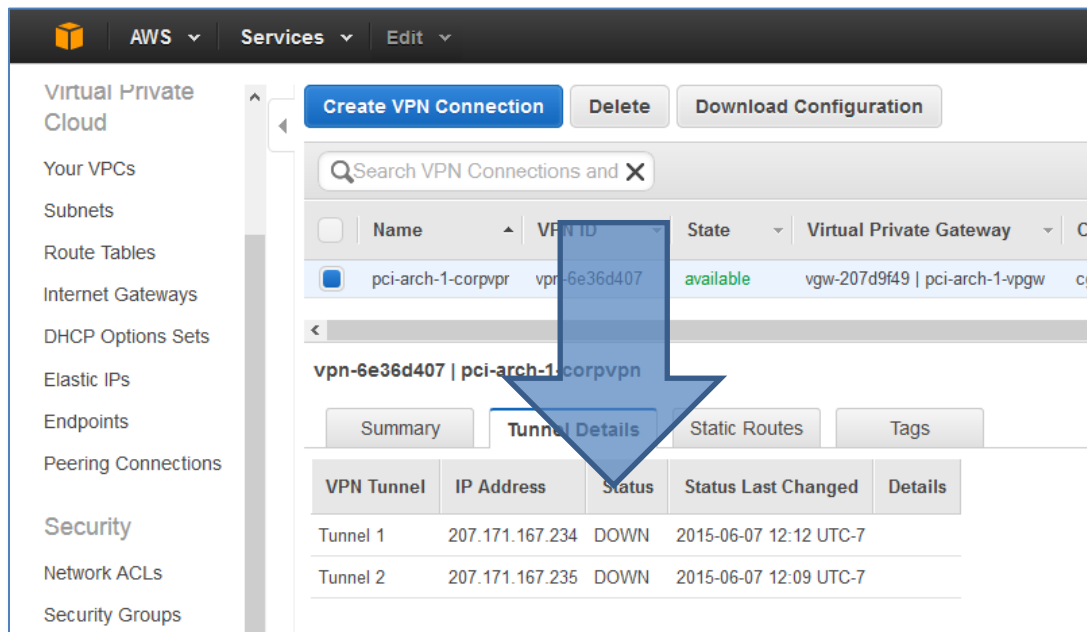 AWS Services Edit
Virtual Private
Cloud
Your VPCs
Subnets
Route Tables
Internet Gateways
DHCP Options Sets
Elastic IPs
Endpoints
Peering Connections
Security
Network ACLs
Security Groups
Create VPN Connection Delete Download Configuration
Search VPN Connections and
Name VPN ID State Virtual Private Gateway C
pci-arch-1-corpvpr vpn-6e36d407 available vgw-207d9f49 | pci-arch-1-vpgw cg
vpn-6e36d407 | pci-arch-1-corpvpn
Summary Tunnel Details Static Routes Tags
VPN Tunnel IP Address Status Status Last Changed Details
Tunnel 1 207.171.167.234 DOWN 2015-06-07 12:12 UTC-7
Tunnel 2 207.171.167.235 DOWN 2015-06-07 12:09 UTC-7